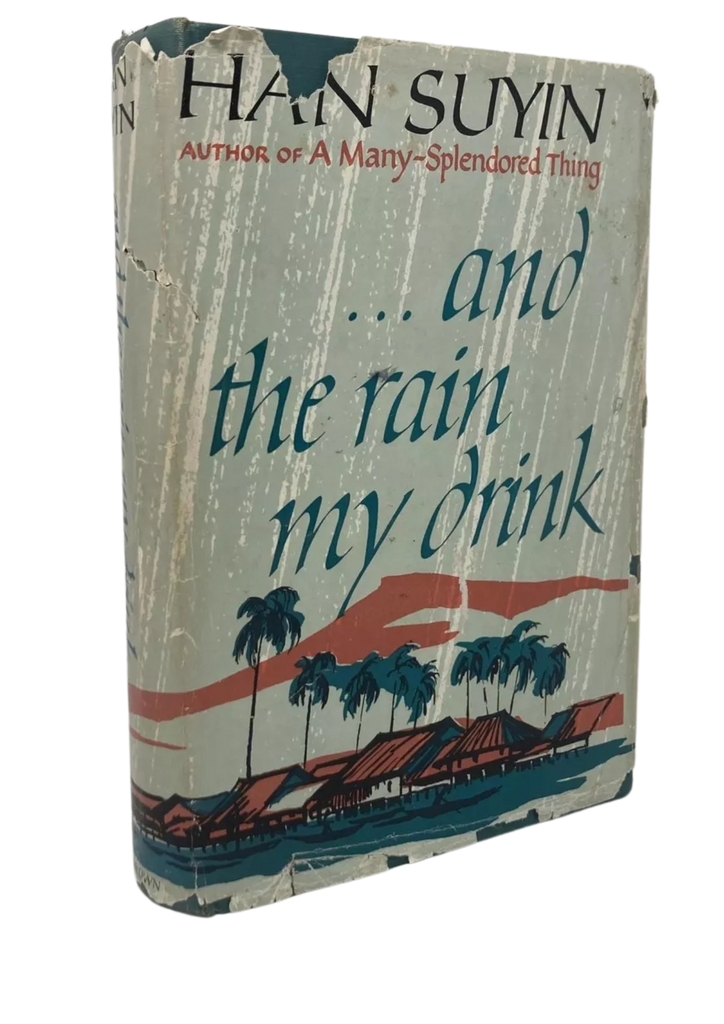 HAN SUYIN
AUTHOR OF A Many-Splendored Thing
... and
the rain
my drink